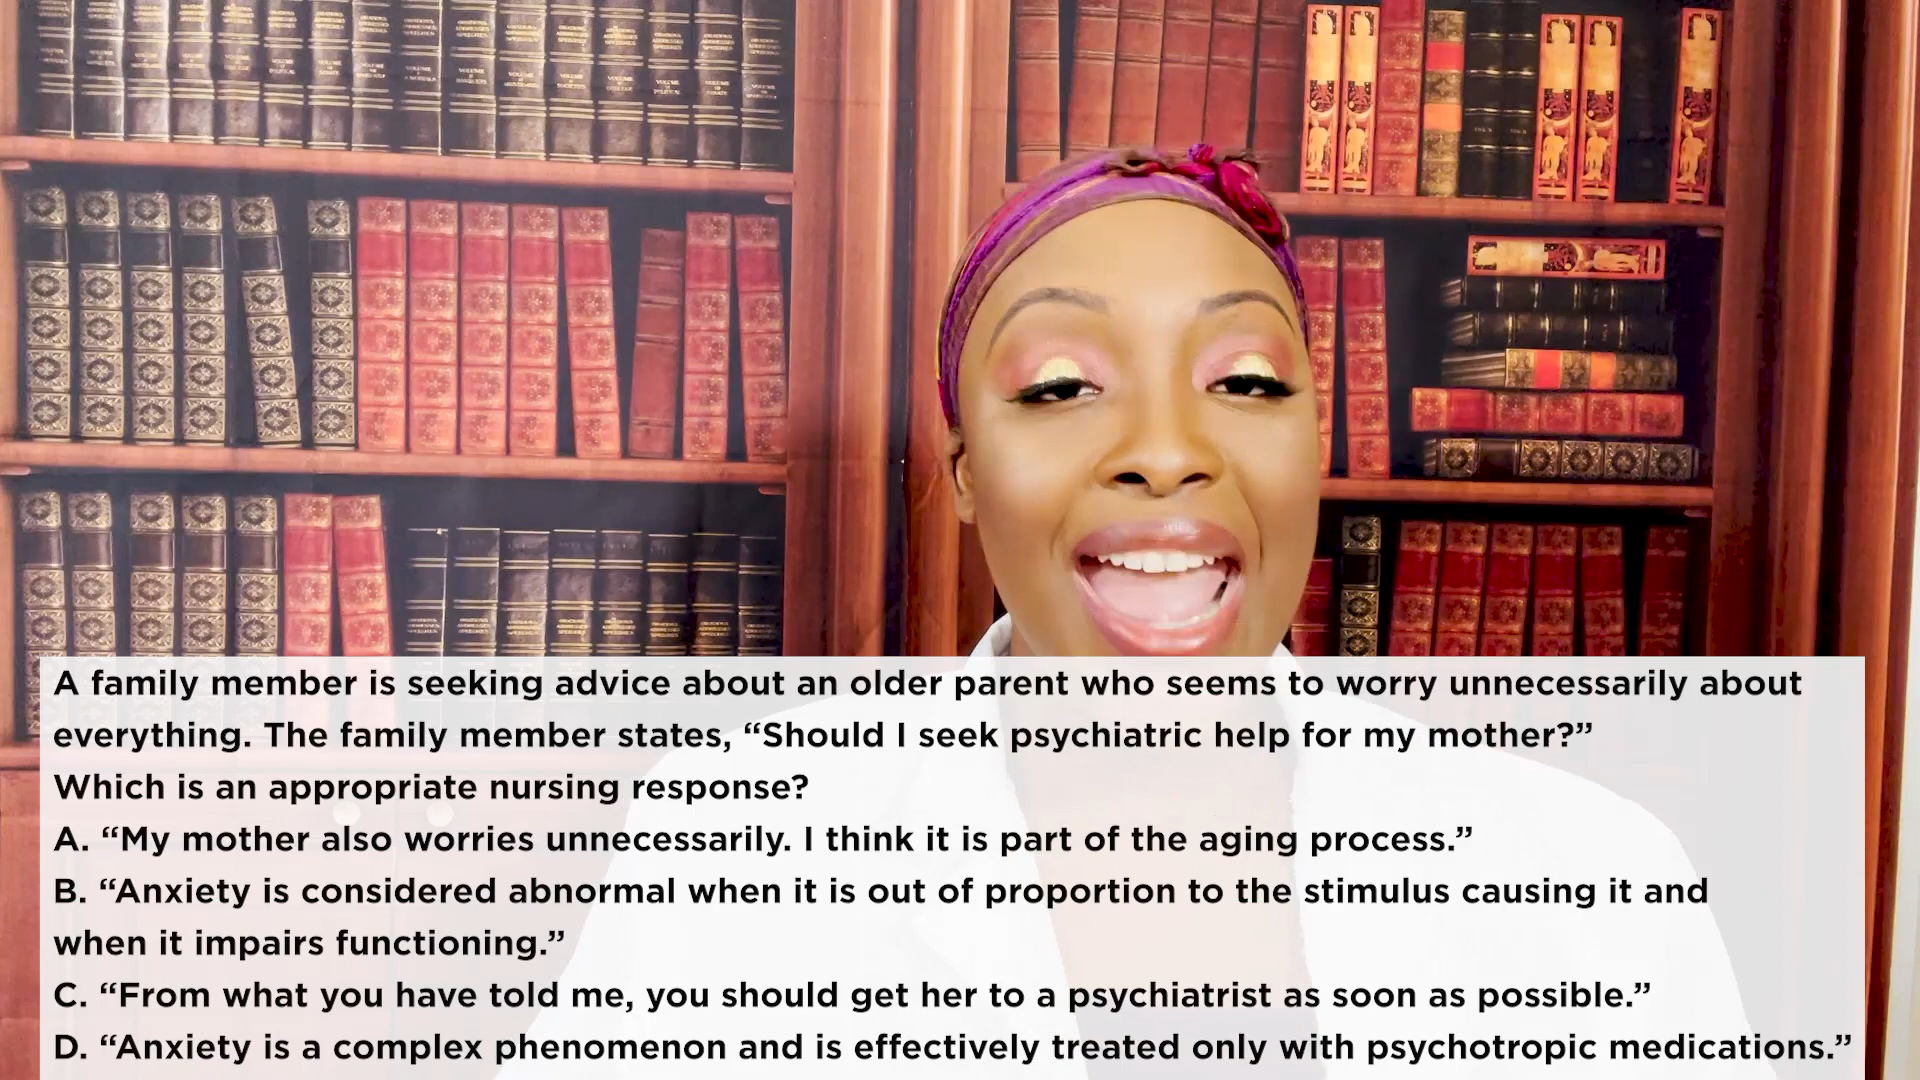 A family member is seeking advice about an older parent who seems to worry unnecessarily about
everything. The family member states, “Should I seek psychiatric help for my mother?”
Which is an appropriate nursing response?
A. “My mother also worries unnecessarily. I think it is part of the aging process.”
B. “Anxiety is considered abnormal when it is out of proportion to the stimulus causing it and
when it impairs functioning.”
C. “From what you have told me, you should get her to a psychiatrist as soon as possible.”
D. “Anxiety is a complex phenomenon and is effectively treated only with psychotropic medications.”